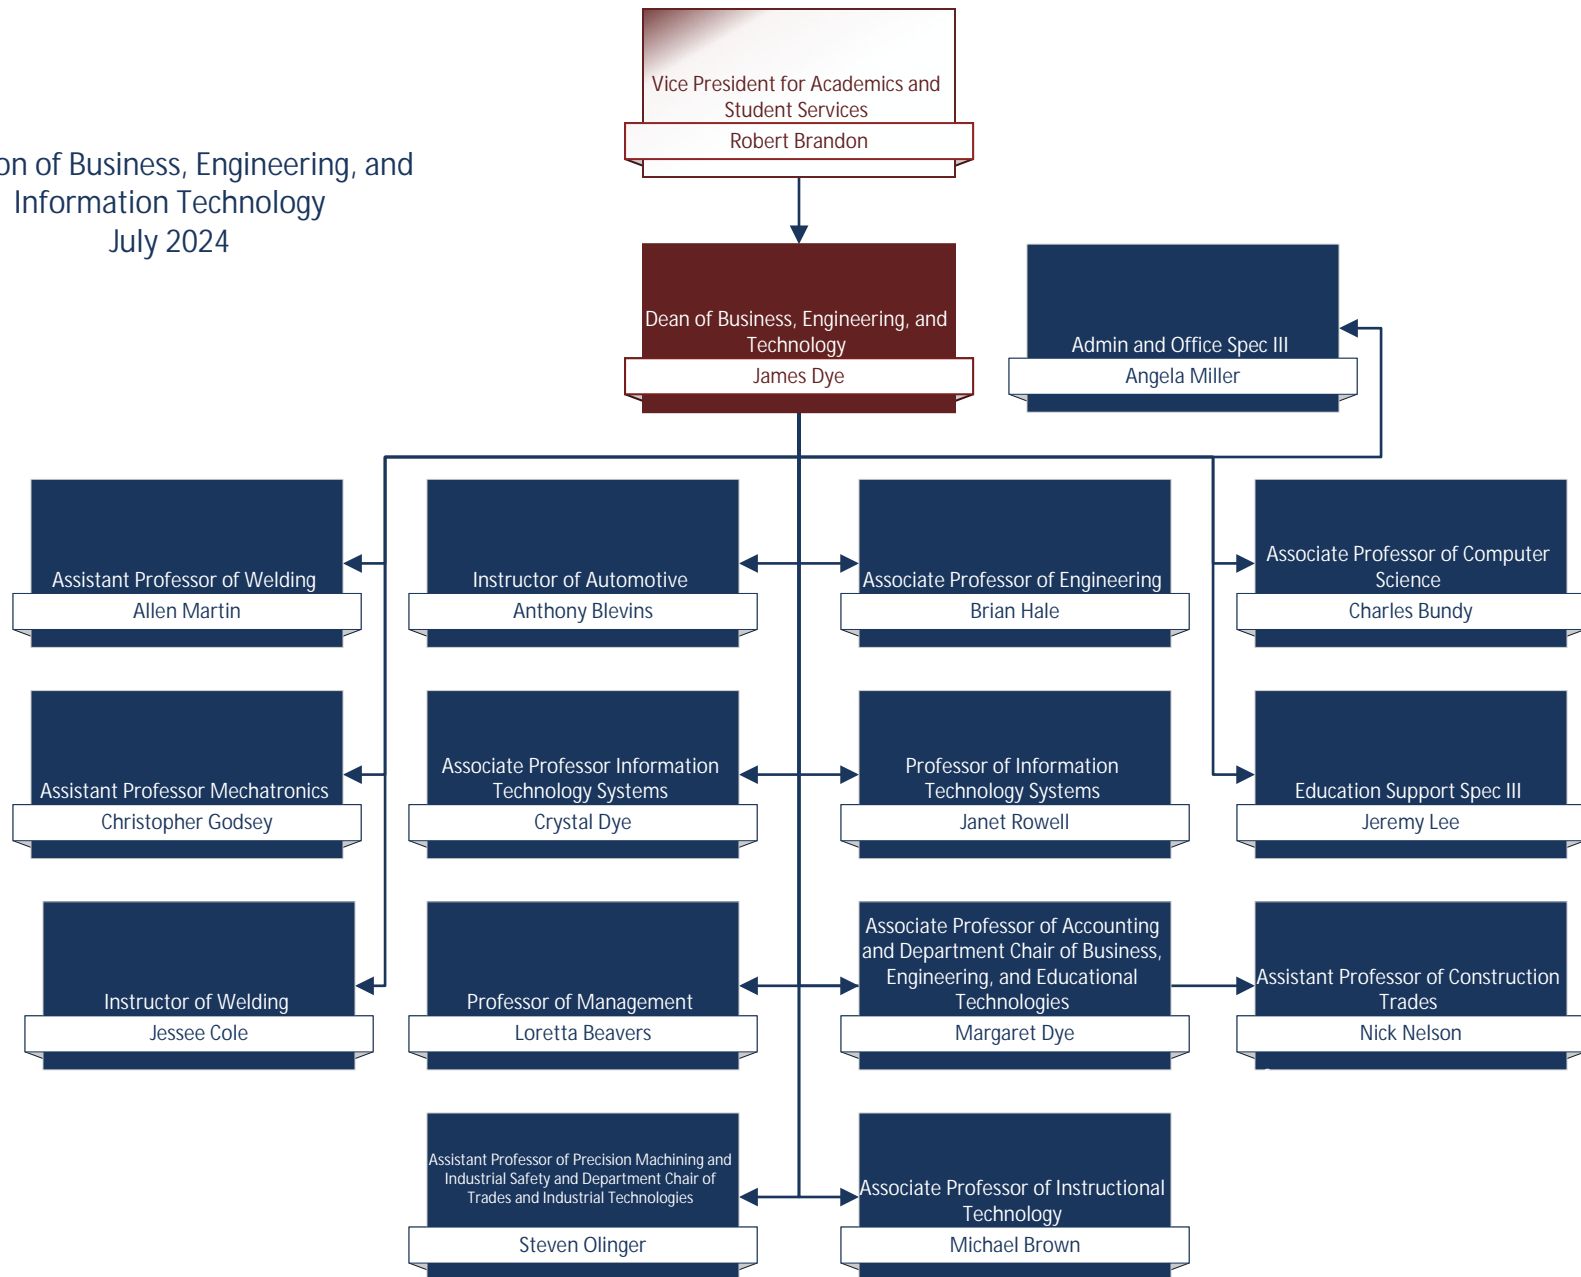 Vice President for Academics and
Student Services
Robert Brandon
on of Business, Engineering, and
Information Technology
July 2024
Dean of Business, Engineering, and
Technology
James Dye
Admin and Office Spec III
Angela Miller
Assistant Professor of Welding
Allen Martin
Instructor of Automotive
Anthony Blevins
Associate Professor of Engineering
Brian Hale
Associate Professor of Computer
Science
Charles Bundy
Assistant Professor Mechatronics
Christopher Godsey
Associate Professor Information
Technology Systems
Crystal Dye
Professor of Information
Technology Systems
Janet Rowell
Education Support Spec III
Jeremy Lee
Instructor of Welding
Jessee Cole
Professor of Management
Loretta Beavers
Associate Professor of Accounting
and Department Chair of Business,
Engineering, and Educational
Technologies
Margaret Dye
Assistant Professor of Construction
Trades
Nick Nelson
Assistant Professor of Precision Machining and
Industrial Safety and Department Chair of
Trades and Industrial Technologies
Steven Olinger
Associate Professor of Instructional
Technology
Michael Brown